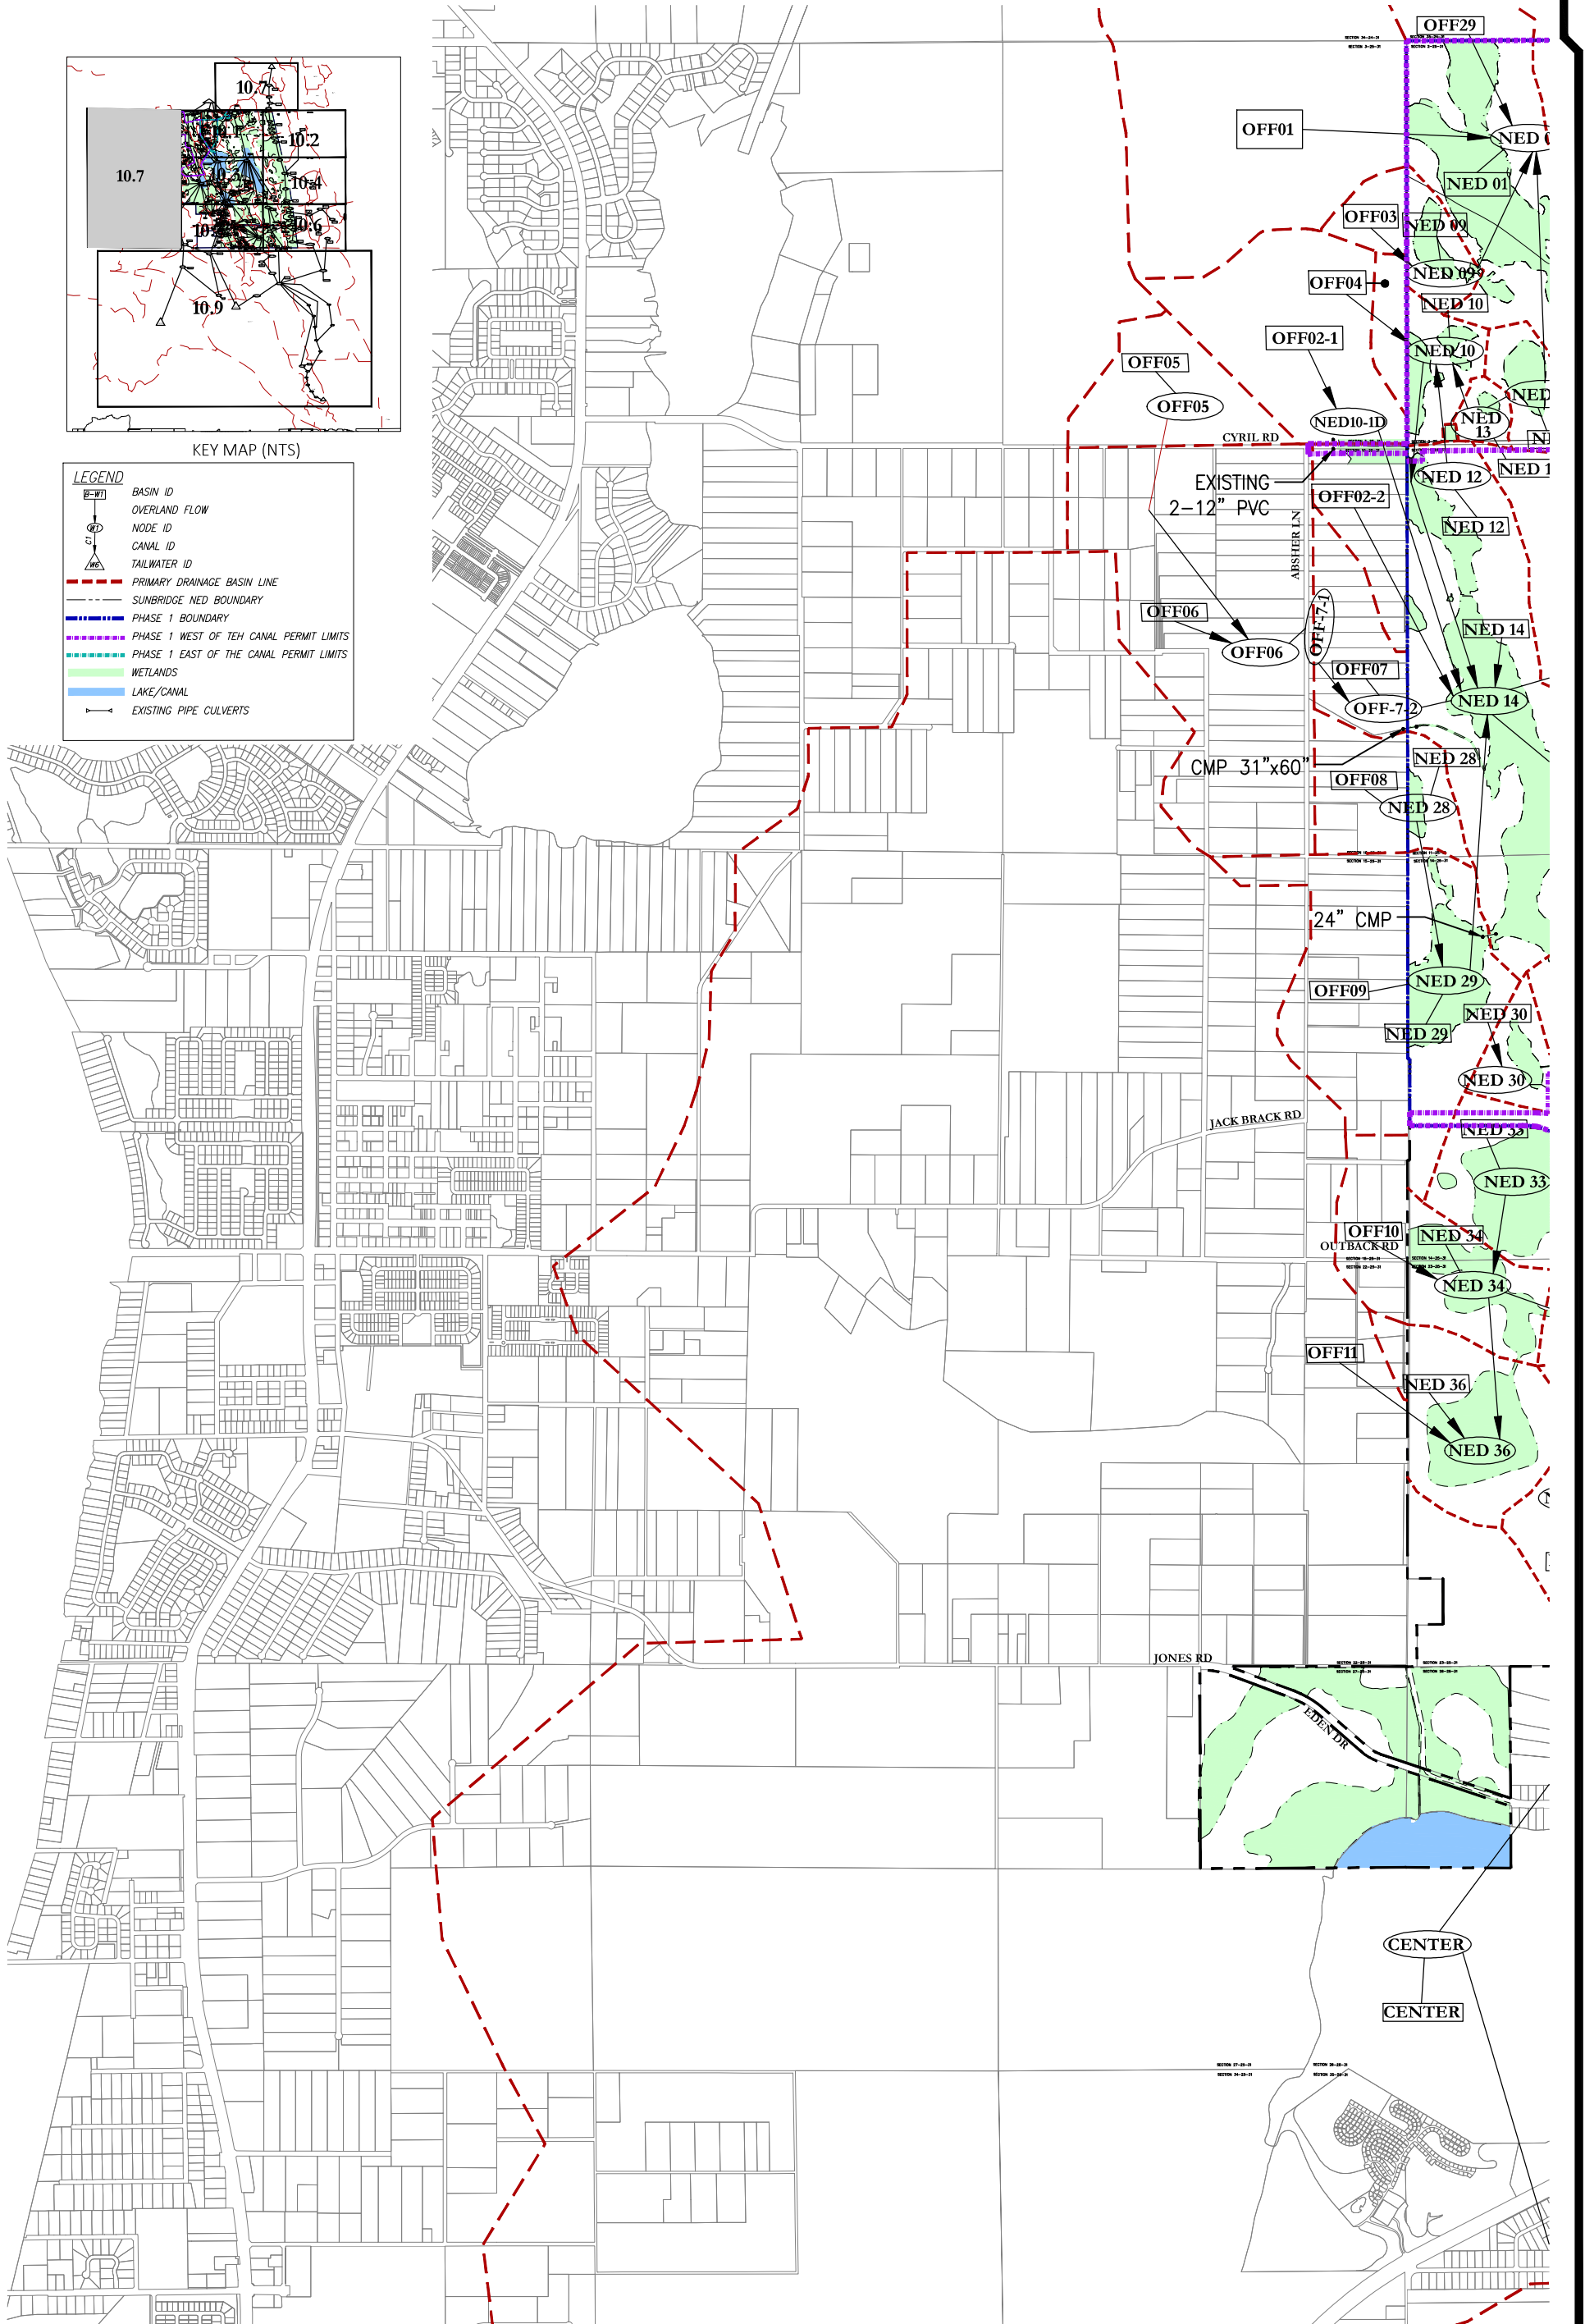 10.7
10.2
10.7
10.4
10.9
KEY MAP (NTS)
LEGEND
B-W1
BASIN ID
OVERLAND FLOW
W1
NODE ID
C1
CANAL ID
W6
TAILWATER ID
PRIMARY DRAINAGE BASIN LINE
SUNBRIDGE NED BOUNDARY
PHASE 1 BOUNDARY
PHASE 1 WEST OF TEH CANAL PERMIT LIMITS
PHASE 1 EAST OF THE CANAL PERMIT LIMITS
WETLANDS
LAKE/CANAL
EXISTING PIPE CULVERTS
OFF29
OFF01
NED 01
OFF03
NED 09
NED 09
OFF04
NED 10
OFF02-1
NED 10
OFF05
OFF05
NED10-1D
NED
13
CYRIL RD
NED 12
EXISTING
2-12" PVC
OFF02-2
NED 12
ABSHER LN
OFF06
OFF-7-1
NED 14
OFF06
OFF07
NED 14
OFF-7-2
NED 28
CMP 31"x60"
OFF08
NED 28
24" CMP
NED 29
OFF09
NED 30
NED 29
NED 30
JACK BRACK RD
NED 33
NED 33
OFF10
NED 34
OUTBACK RD
NED 34
OFF11
NED 36
NED 36
JONES RD
EDEN DR
CENTER
CENTER